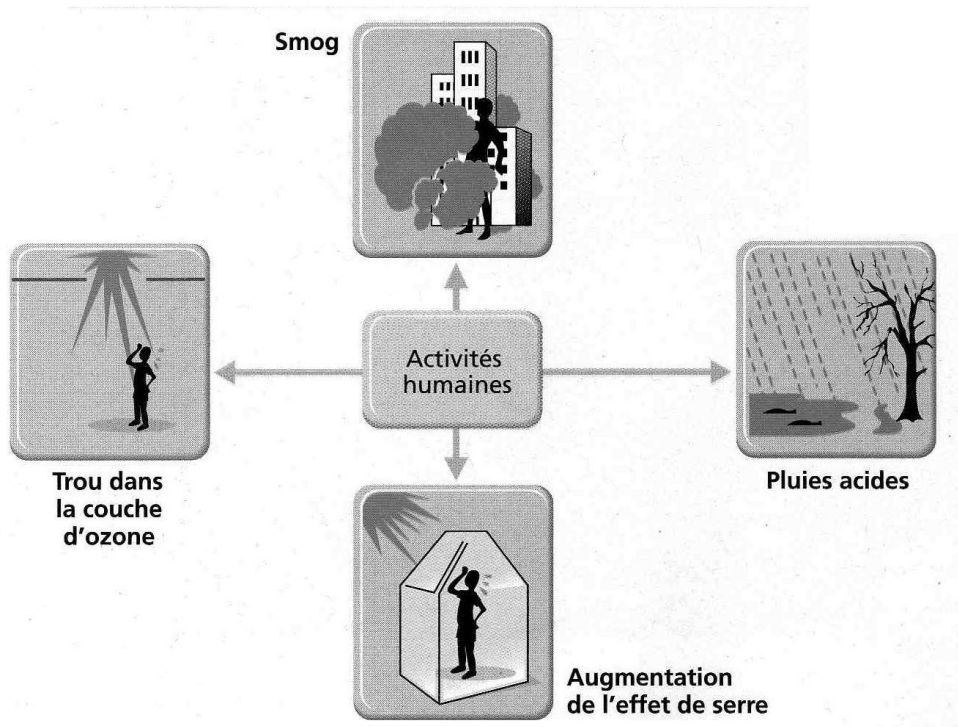 Smog
Activités
humaines
Trou dans
la couche
d'ozone
Pluies acides
Augmentation
de l'effet de serre